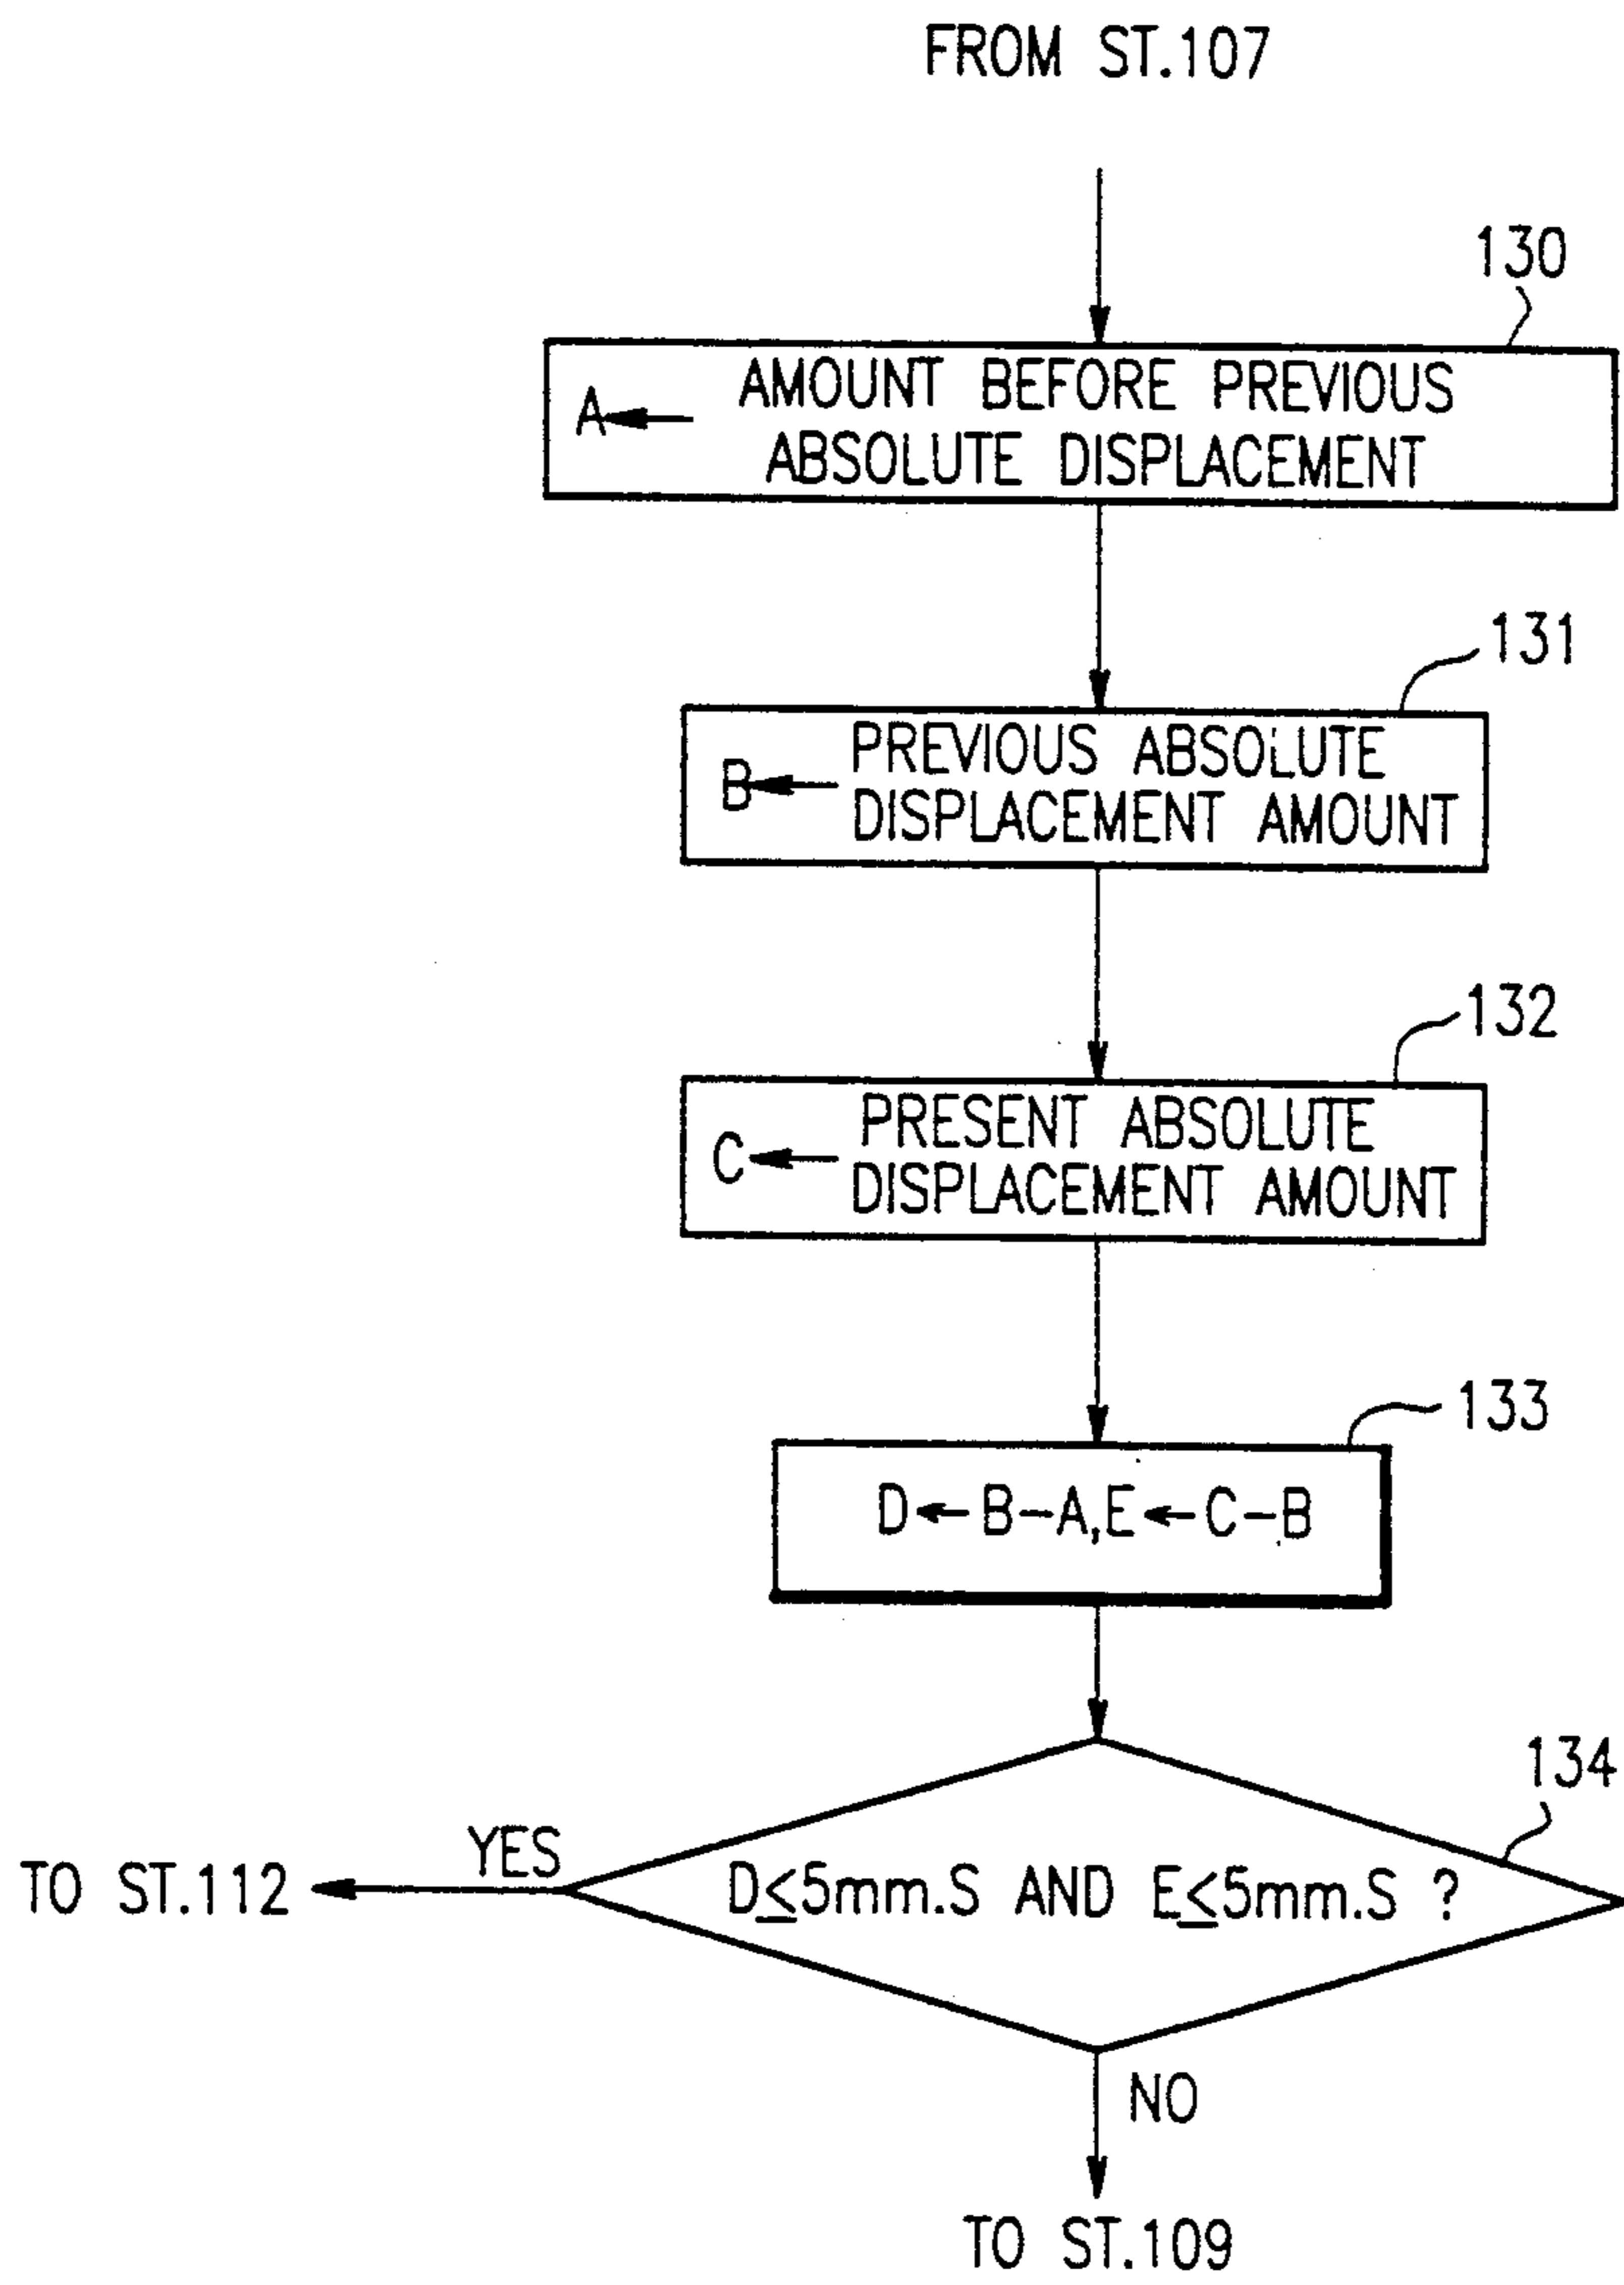 FROM ST.107
130
A← AMOUNT BEFORE PREVIOUS
ABSOLUTE DISPLACEMENT
131
B← PREVIOUS ABSOLUTE
DISPLACEMENT AMOUNT
132
C← PRESENT ABSOLUTE
DISPLACEMENT AMOUNT
133
D←B-A,E←C-B
134
YES
TO ST.112
D≤5mm.S AND E≤5mm.S ?
NO
TO ST.109